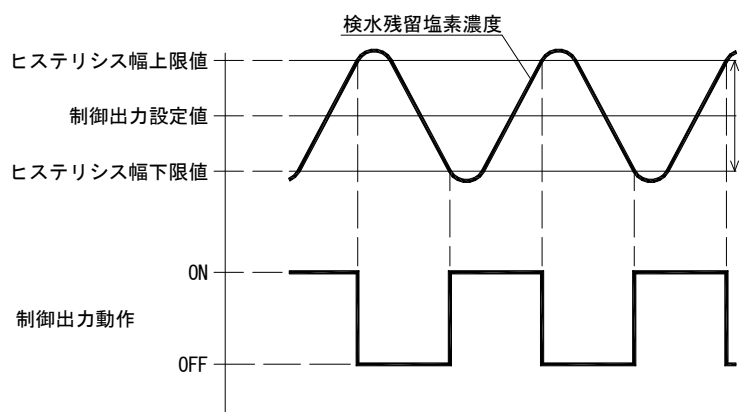 検水残留塩素濃度
ヒステリシス幅上限値
制御出力設定値
ヒステリシス幅下限値
ON
制御出力動作
OFF